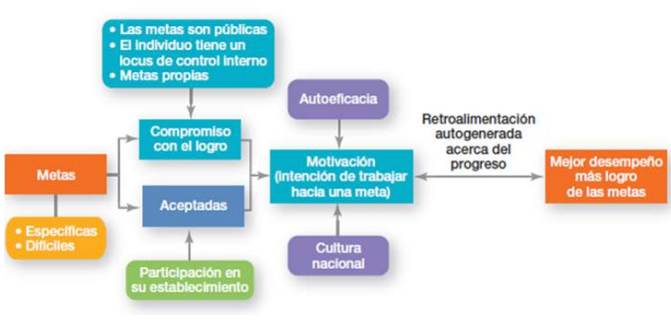 • Las metas son públicas
• El individuo tiene un
locus de control interno
• Metas propias
Autoeficacia
Compromiso
con el logro
Retroalimentación
autogenerada
acerca del
progreso
Metas
Motivación
(intención de trabajar
hacia una meta)
Mejor desempeño
más logro
de las metas
Aceptadas
• Específicas
• Difíciles
Cultura
nacional
Participación en
su establecimiento